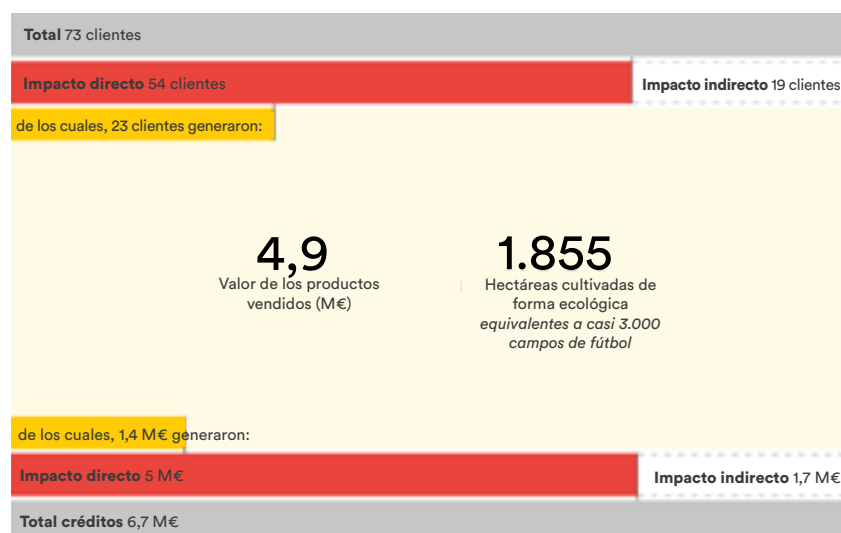 Total 73 clientes
Impacto directo 54 clientes
Impacto indirecto 19 clientes
de los cuales, 23 clientes generaron:
4,9
Valor de los productos
vendidos (M€)
1.855
Hectáreas cultivadas de
forma ecológica
equivalentes a casi 3.000
campos de fútbol
de los cuales, 1,4 M€ generaron:
Impacto directo 5 M€
Impacto indirecto 1,7 M€
Total créditos 6,7 M€